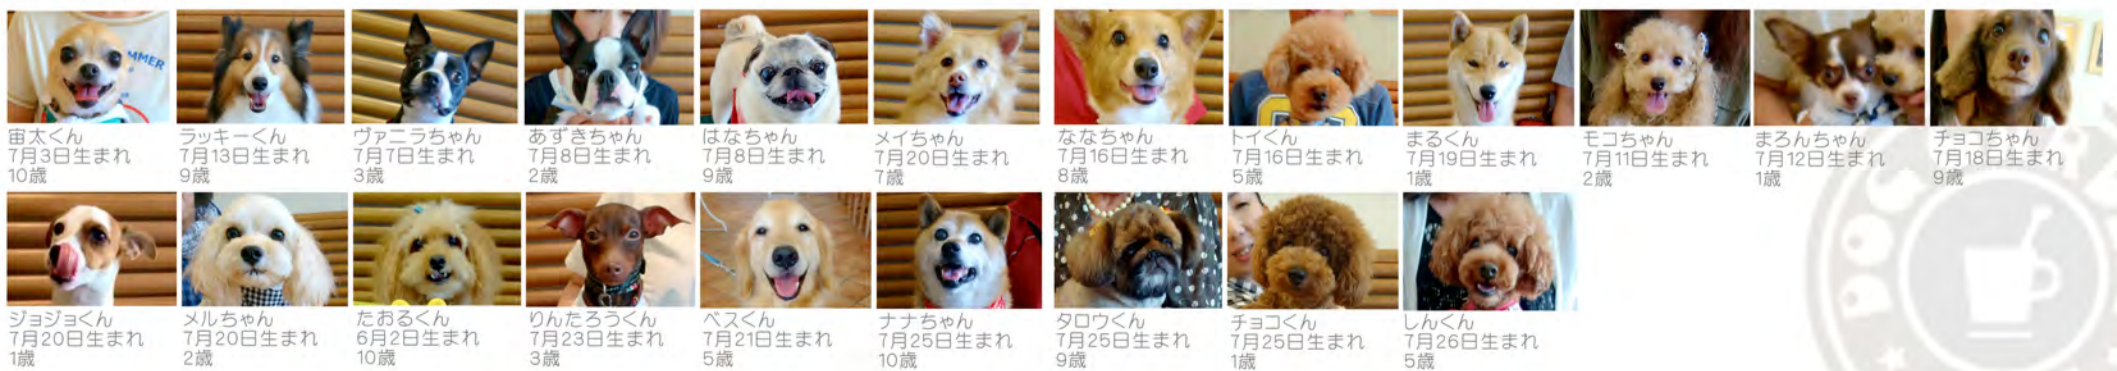 MMER
宙太くん
7月3日生まれ
10歳
ラッキーくん
7月13日生まれ
9歳
ヴァニラちゃん
7月7日生まれ
3歳
あずきちゃん
7月8日生まれ
2歳
はなちゃん
7月8日生まれ
9歳
メイちゃん
7月20日生まれ
7歳
ななちゃん
7月16日生まれ
8歳
トイくん
7月16日生まれ
5歳
まるくん
7月19日生まれ
1歳
モコちゃん
7月11日生まれ
2歳
まろんちゃん
7月12日生まれ
1歳
チョコちゃん
7月18日生まれ
9歳
ジョジョくん
7月20日生まれ
1歳
メルちゃん
7月20日生まれ
2歳
たおるくん
6月2日生まれ
10歳
りんたろうくん
7月23日生まれ
3歳
ベスくん
7月21日生まれ
5歳
ナナちゃん
7月25日生まれ
10歳
タロウくん
7月25日生まれ
9歳
チョコくん
7月25日生まれ
1歳
しんくん
7月26日生まれ
5歳